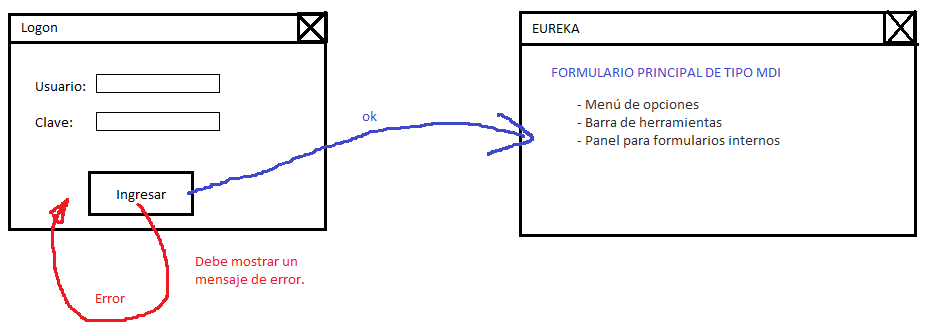 Logon
Usuario:
Clave:
Ingresar
Debe mostrar un
mensaje de error.
Error
ok
EUREKA
FORMULARIO PRINCIPAL DE TIPO MDI
- Menú de opciones
- Barra de herramientas
- Panel para formularios internos